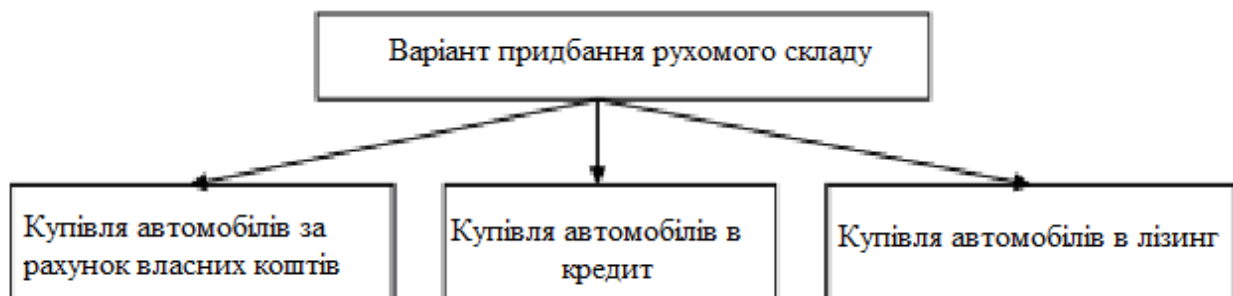 Варіант придбання рухомого складу
Купівля автомобілів за
рахунок власних коштів
Купівля автомобілів в
кредит
Купівля автомобілів в лізинг